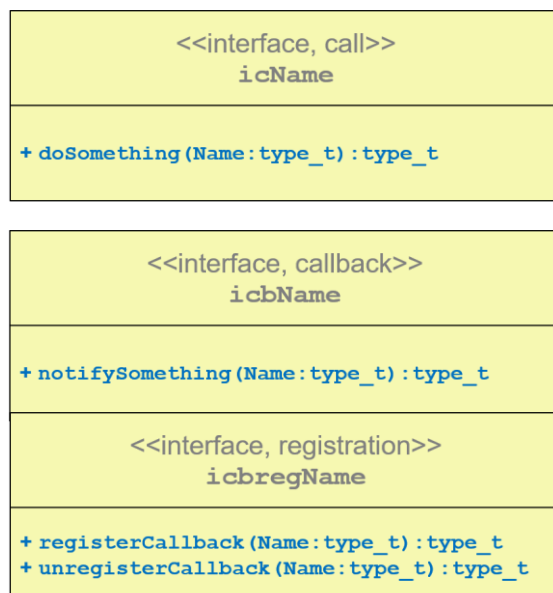 <<interface, call>>
icName
+ doSomething(Name:type_t):type_t
<<interface, callback>>
icbName
+ notifySomething(Name:type_t):type_t
<<interface, registration>>
icbregName
+ registerCallback(Name:type_t):type_t
+ unregisterCallback(Name:type_t):type_t